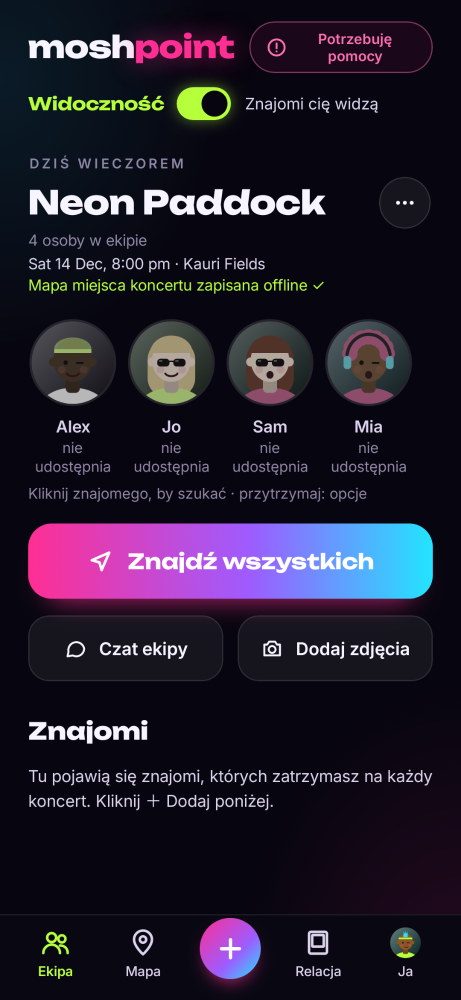 moshpoint
Potrzebuję
pomocy
Widoczność
Znajomi cię widzą
DZIŚ WIECZOREM
Neon Paddock
4 osoby w ekipie
Sat 14 Dec, 8:00 pm · Kauri Fields
Mapa miejsca koncertu zapisana offline ✓
Alex
Jo
Sam
Mia
nie
udostępnia
nie
udostępnia
nie
udostępnia
nie
udostępnia
Kliknij znajomego, by szukać · przytrzymaj: opcje
Znajdź wszystkich
Czat ekipy
Dodaj zdjęcia
Znajomi
Tu pojawią się znajomi, których zatrzymasz na każdy
koncert. Kliknij + Dodaj poniżej.
Ekipa
Mapa
Relacja
Ja